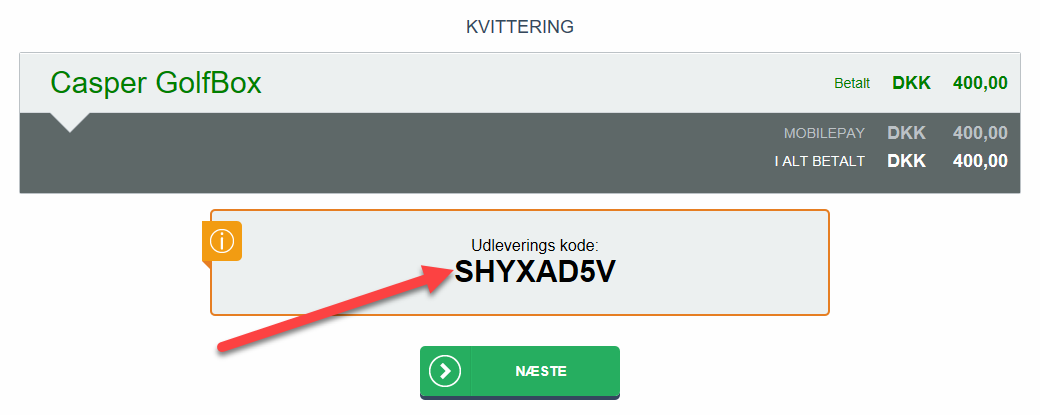 KVITTERING
Casper GolfBox Betalt DKK 400,00
MOBILEPAY DKK 400,00
I ALT BETALT DKK 400,00
Udleverings kode:
SHYXAD5V
NÆSTE